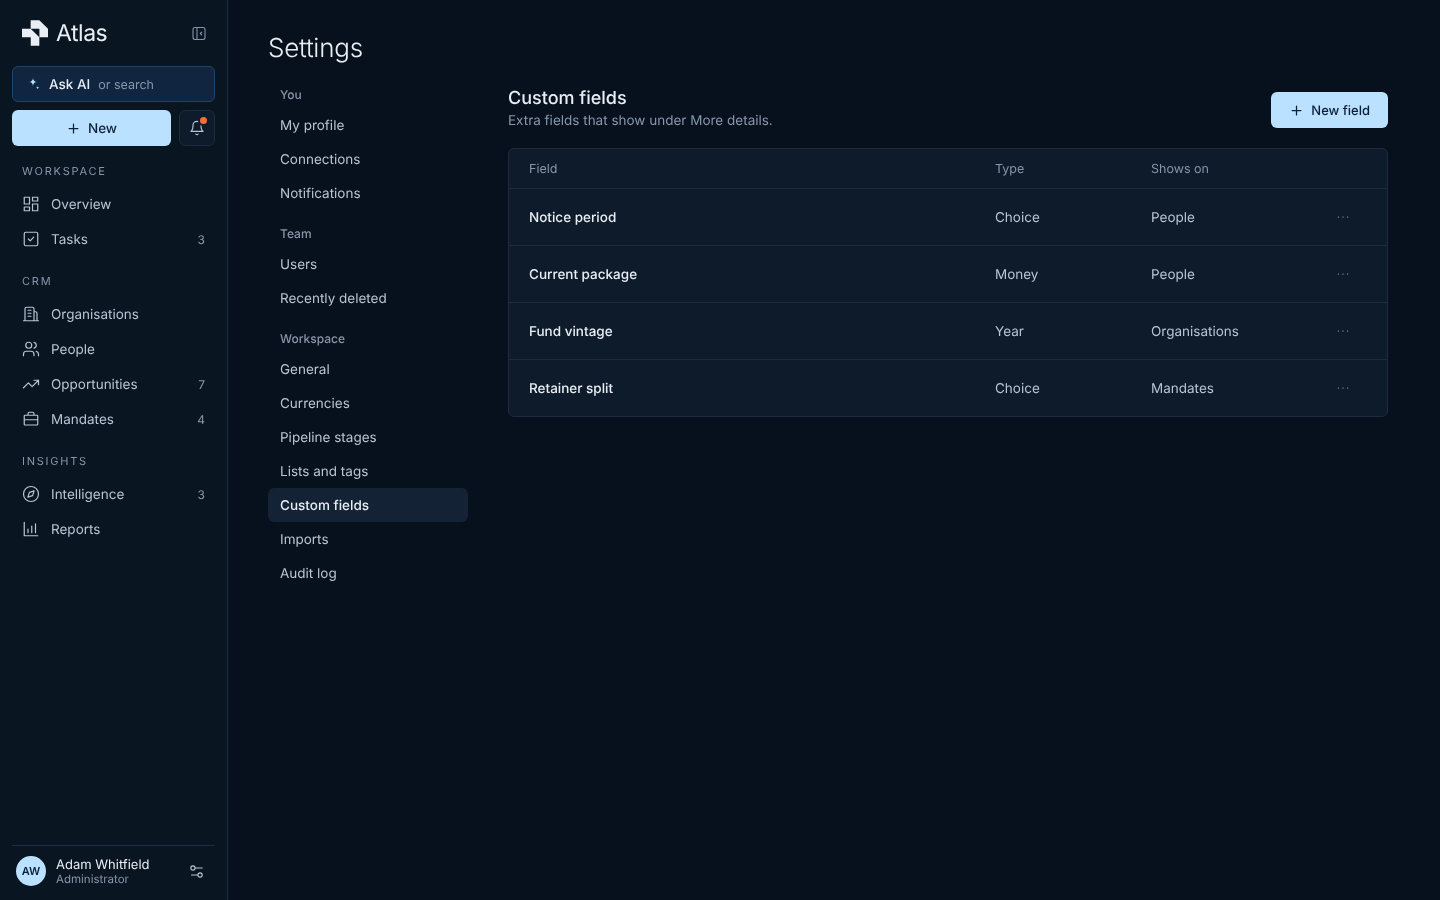 Atlas
Ask AI or search
New
WORKSPACE
Overview
Tasks 3
CRM
Organisations
People
Opportunities 7
Mandates 4
INSIGHTS
Intelligence 3
Reports
AW
Adam Whitfield
Administrator
Settings
You
My profile
Connections
Notifications
Team
Users
Recently deleted
Workspace
General
Currencies
Pipeline stages
Lists and tags
Custom fields
Imports
Audit log
Custom fields
Extra fields that show under More details.
New field
Field Type Shows on
Notice period Choice People
Current package Money People
Fund vintage Year Organisations
Retainer split Choice Mandates